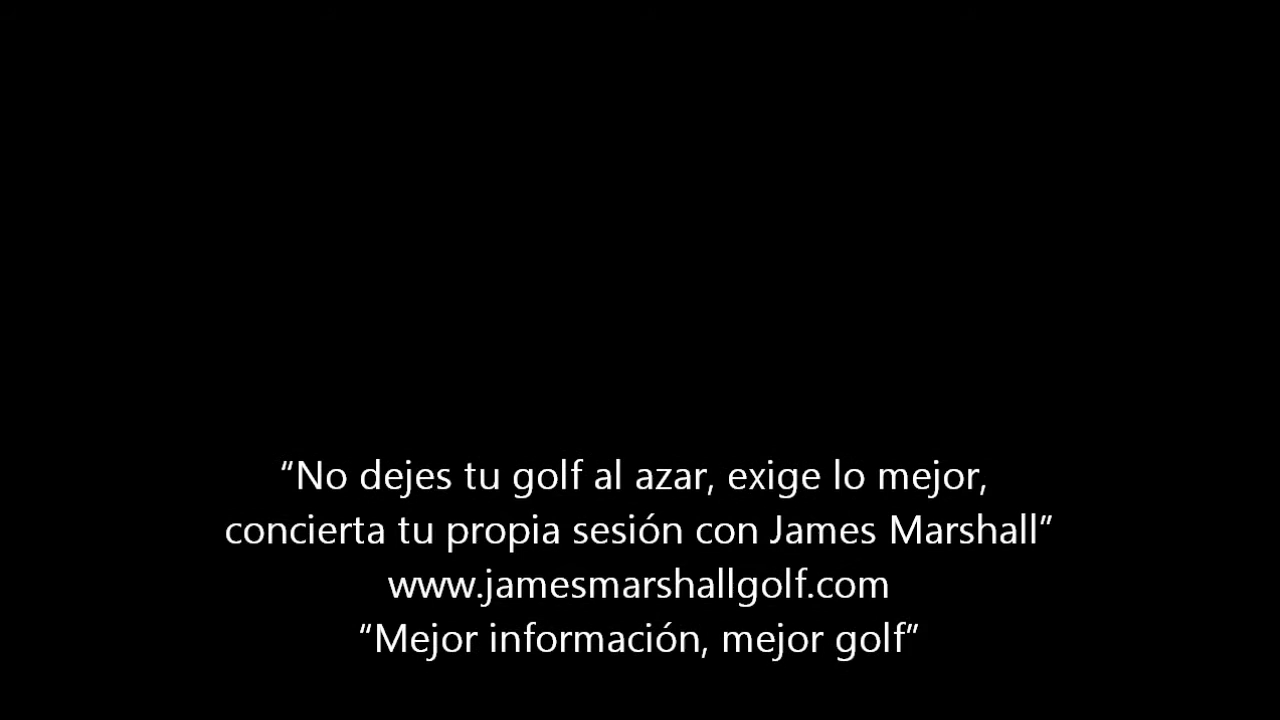 “No dejes tu golf al azar, exige lo mejor,
concierta tu propia sesión con James Marshall”
www.jamesmarshallgolf.com
“Mejor información, mejor golf”